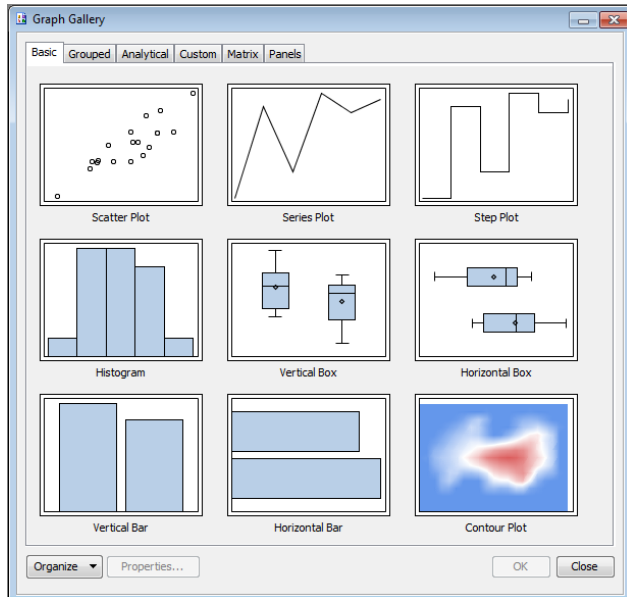 Graph Gallery
Basic Grouped Analytical Custom Matrix Panels
Scatter Plot Series Plot Step Plot
Histogram Vertical Box Horizontal Box
Vertical Bar Horizontal Bar Contour Plot
Organize Properties... OK Close